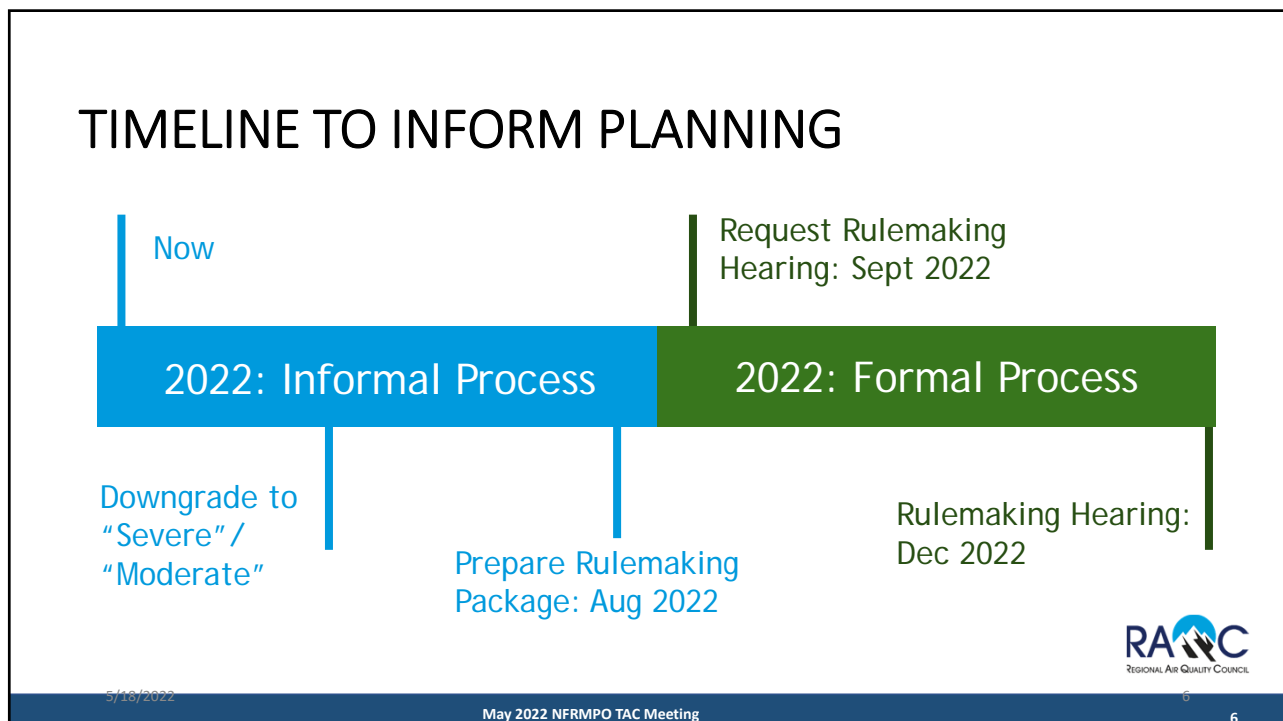 TIMELINE TO INFORM PLANNING
Now
Request Rulemaking
Hearing: Sept 2022
2022: Informal Process
2022: Formal Process
Downgrade to
“Severe”/
“Moderate”
Prepare Rulemaking
Package: Aug 2022
Rulemaking Hearing:
Dec 2022
RAQC
REGIONAL AIR QUALITY COUNCIL
5/18/2022
6
May 2022 NFRMPO TAC Meeting
6